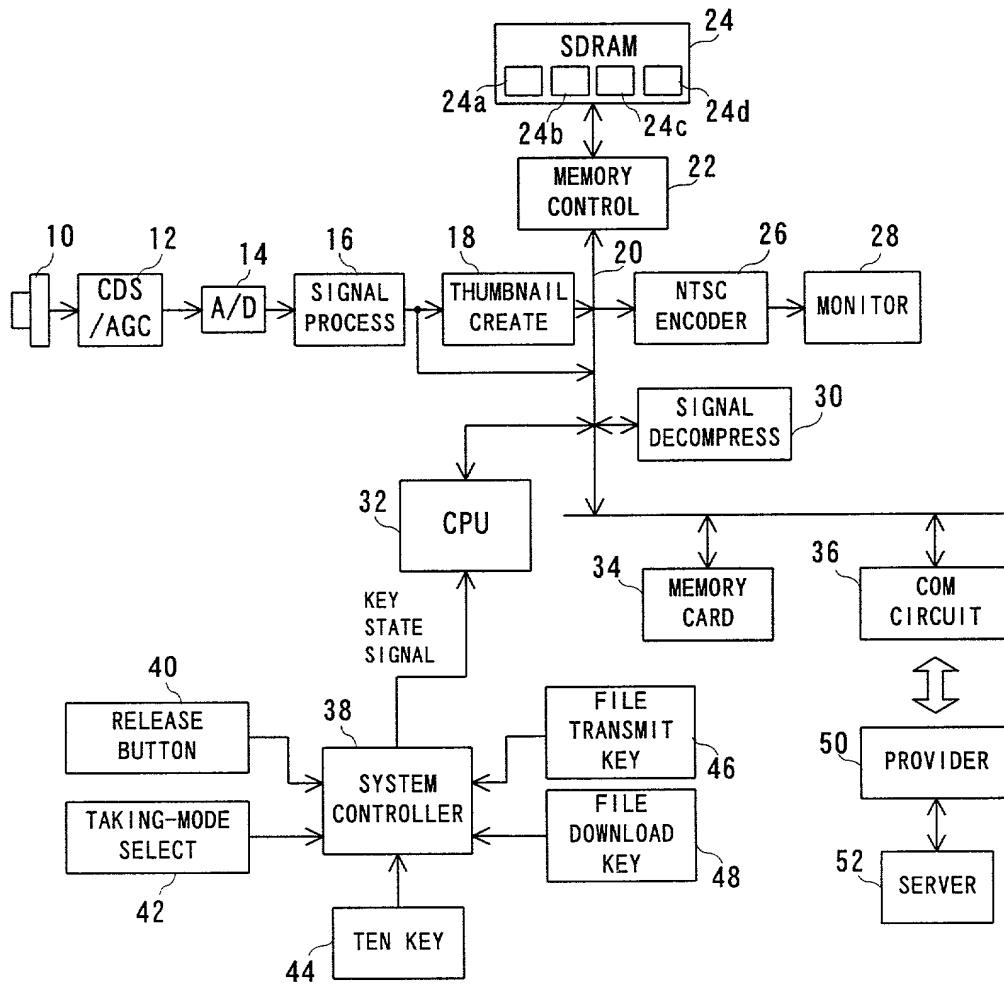 24
SDRAM
24a
24b
24c
24d
MEMORY
CONTROL
22
10
12
14
16
18
20
26
28
CDS
/AGC
A/D
SIGNAL
PROCESS
THUMBNAIL
CREATE
NTSC
ENCODER
MONITOR
SIGNAL
DECOMPRESS
30
32
CPU
34
MEMORY
CARD
36
COM
CIRCUIT
KEY
STATE
SIGNAL
40
RELEASE
BUTTON
38
SYSTEM
CONTROLLER
FILE
TRANSMIT
KEY
46
50
PROVIDER
TAKING-MODE
SELECT
42
FILE
DOWNLOAD
KEY
48
52
SERVER
44
TEN KEY